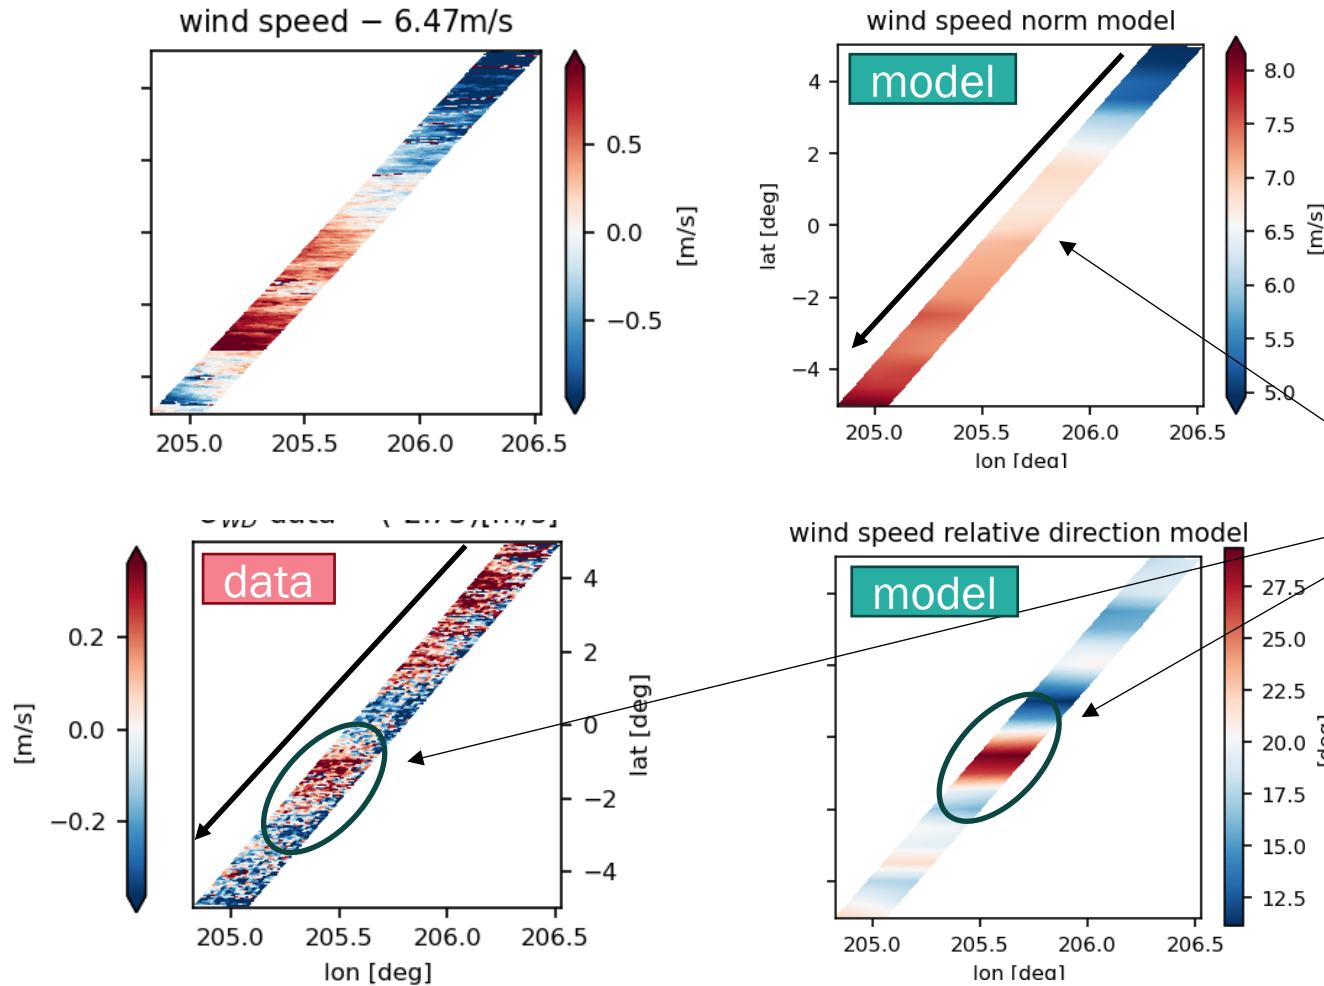 wind speed − 6.47m/s
0.5
0.0
−0.5
[m/s]
205.0 205.5 206.0 206.5
wind speed norm model
model
4
2
0
−2
−4
lat [deg]
205.0 205.5 206.0 206.5
lon [deg]
8.0
7.5
7.0
6.5
6.0
5.5
5.0
[m/s]
data
0.2
0.0
−0.2
[m/s]
4
2
0
−2
−4
lat [deg]
205.0 205.5 206.0 206.5
lon [deg]
wind speed relative direction model
model
27.5
25.0
22.5
20.0
17.5
15.0
12.5
[deg]
205.0 205.5 206.0 206.5
lon [deg]